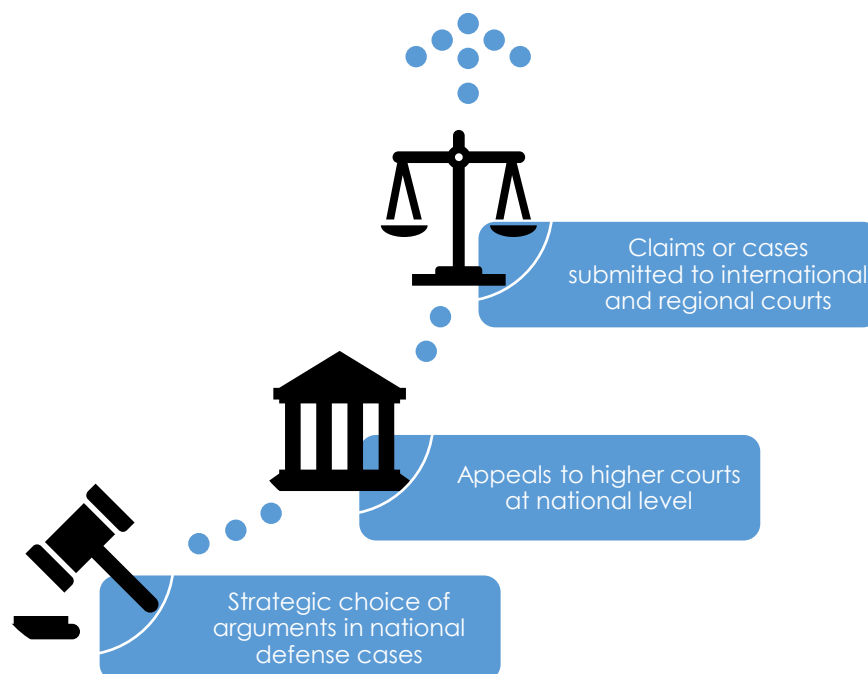 Claims or cases
submitted to international
and regional courts
Appeals to higher courts
at national level
Strategic choice of
arguments in national
defense cases